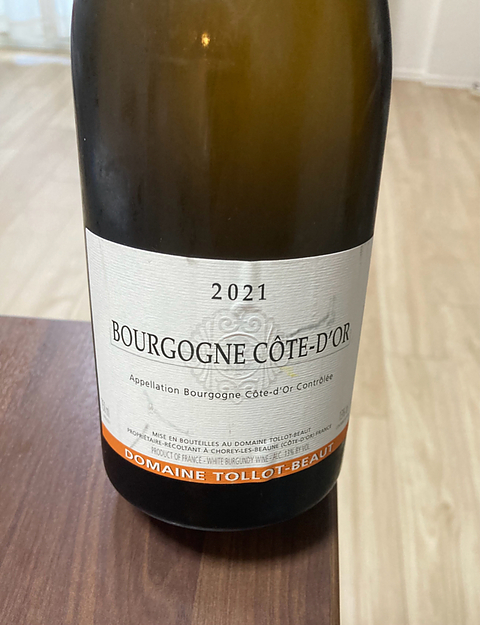 2021
BOURGOGNE CÔTE-D'OR
Appellation Bourgogne Côte-d'Or Contrôlée
MISE EN BOUTEILLES AU DOMAINE TOLLOT-BEAUT
PROPRIÉTAIRE-RÉCOLTANT À CHOREY-LES-BEAUNE (CÔTE-D'OR) FRANCE
PRODUCT OF FRANCE - WHITE BURGUNDY WINE - ALC. 13% BY VOL.
DOMAINE TOLLOT-BEAUT